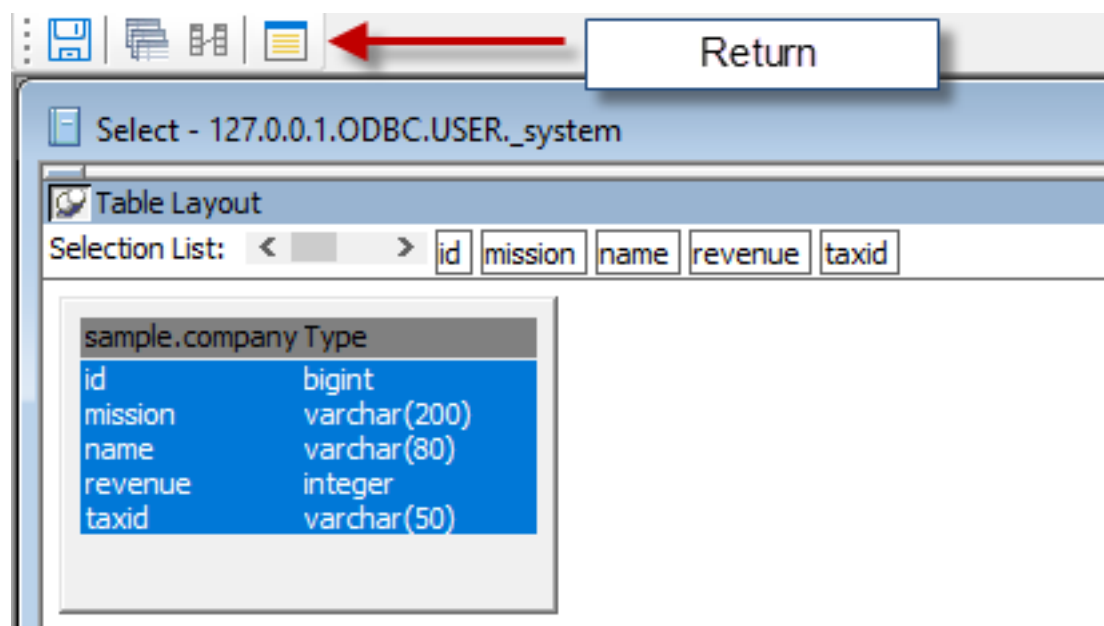 Return
Select - 127.0.0.1.ODBC.USER._system
Table Layout
Selection List: < > id mission name revenue taxid
sample.company Type
id bigint
mission varchar(200)
name varchar(80)
revenue integer
taxid varchar(50)